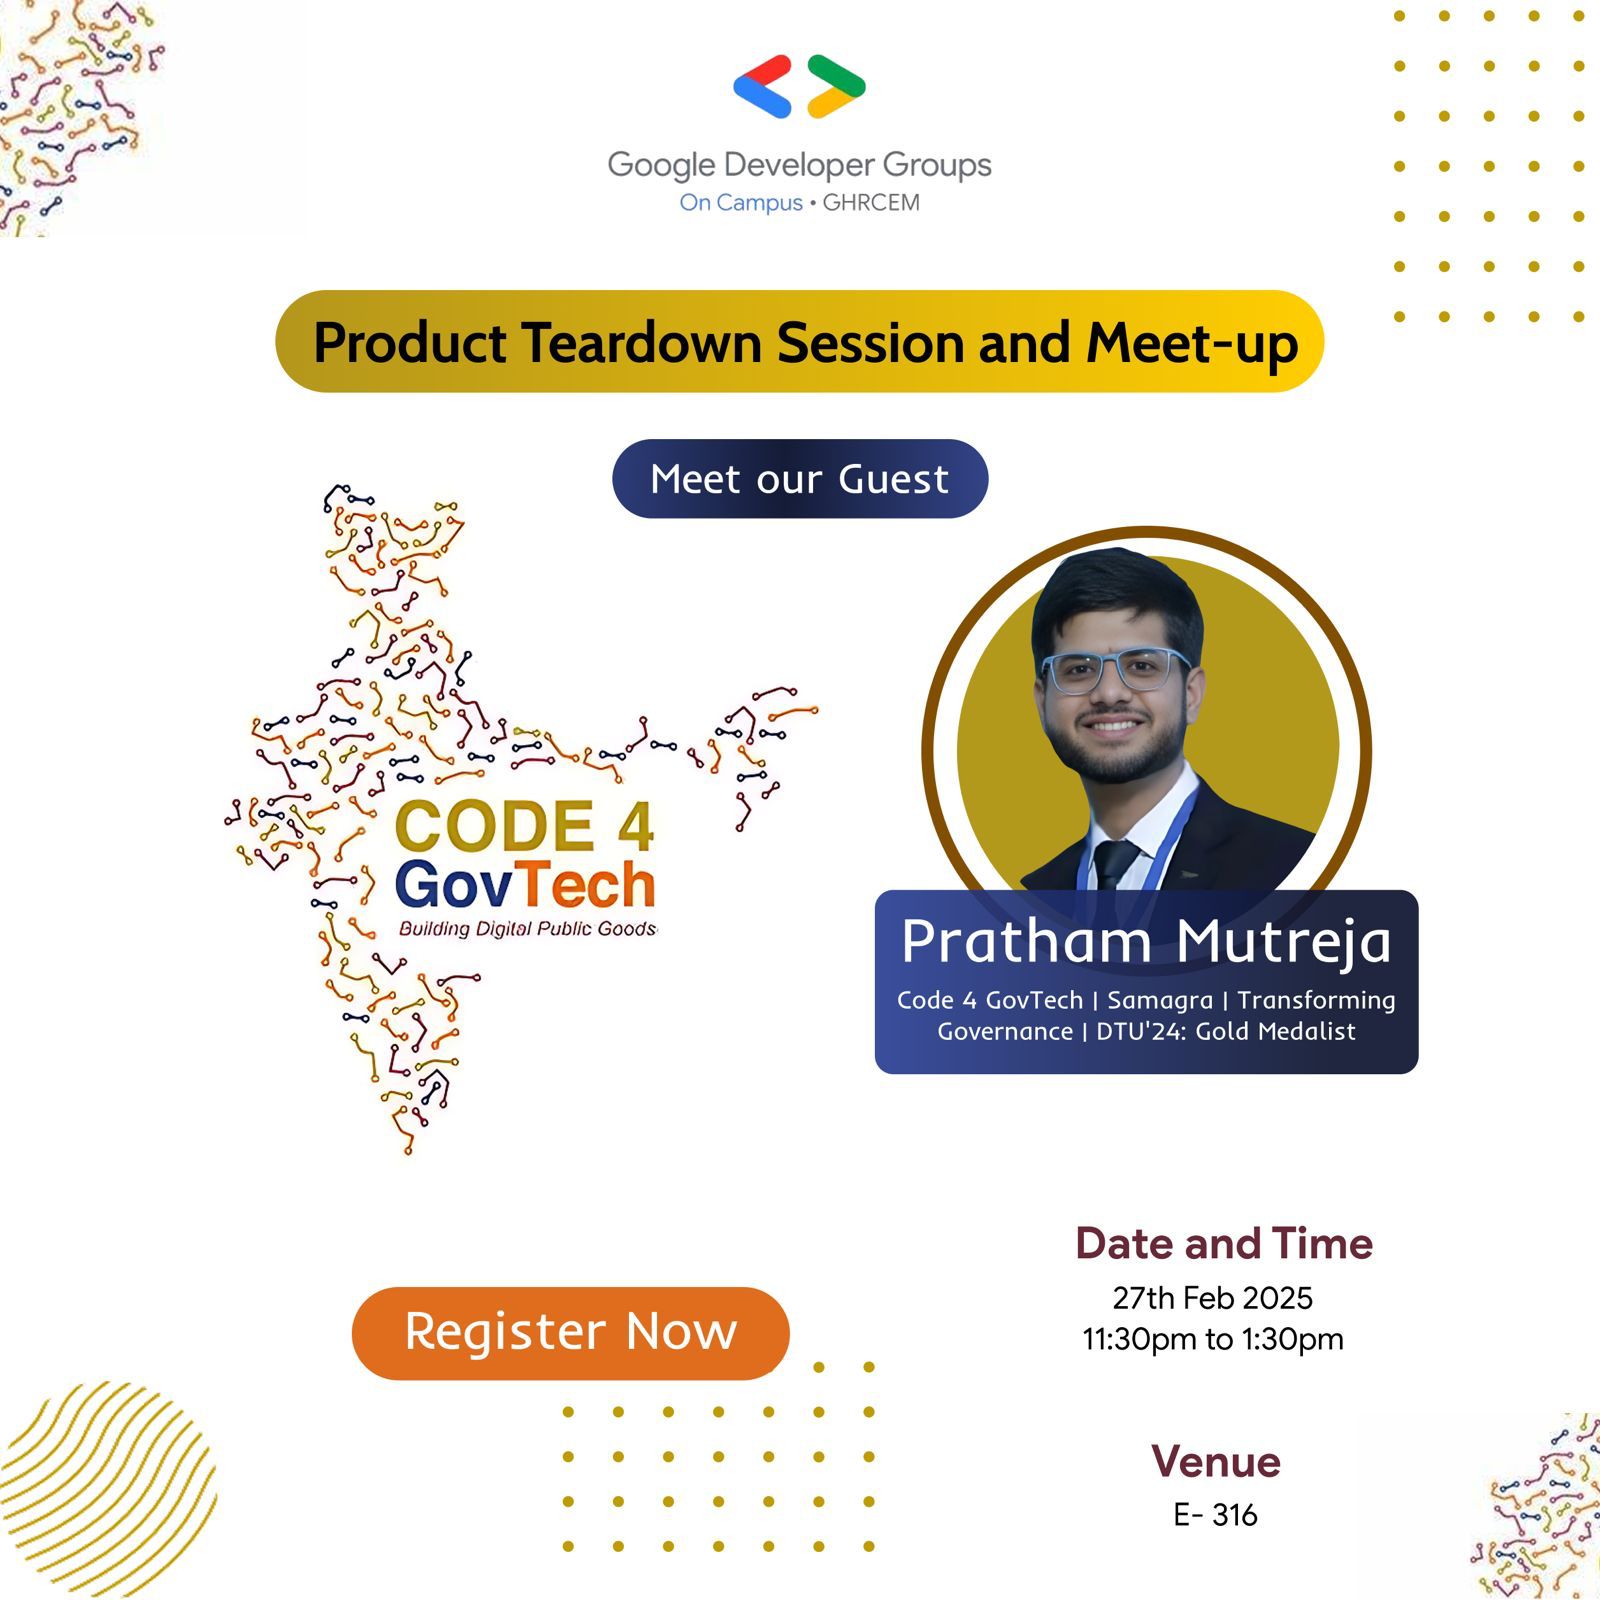 Google Developer Groups
On Campus • GHRCEM
Product Teardown Session and Meet-up
Meet our Guest
CODE 4
GovTech
Building Digital Public Goods
Pratham Mutreja
Code 4 GovTech | Samagra | Transforming
Governance | DTU'24: Gold Medalist
Register Now
Date and Time
27th Feb 2025
11:30pm to 1:30pm
Venue
E- 316